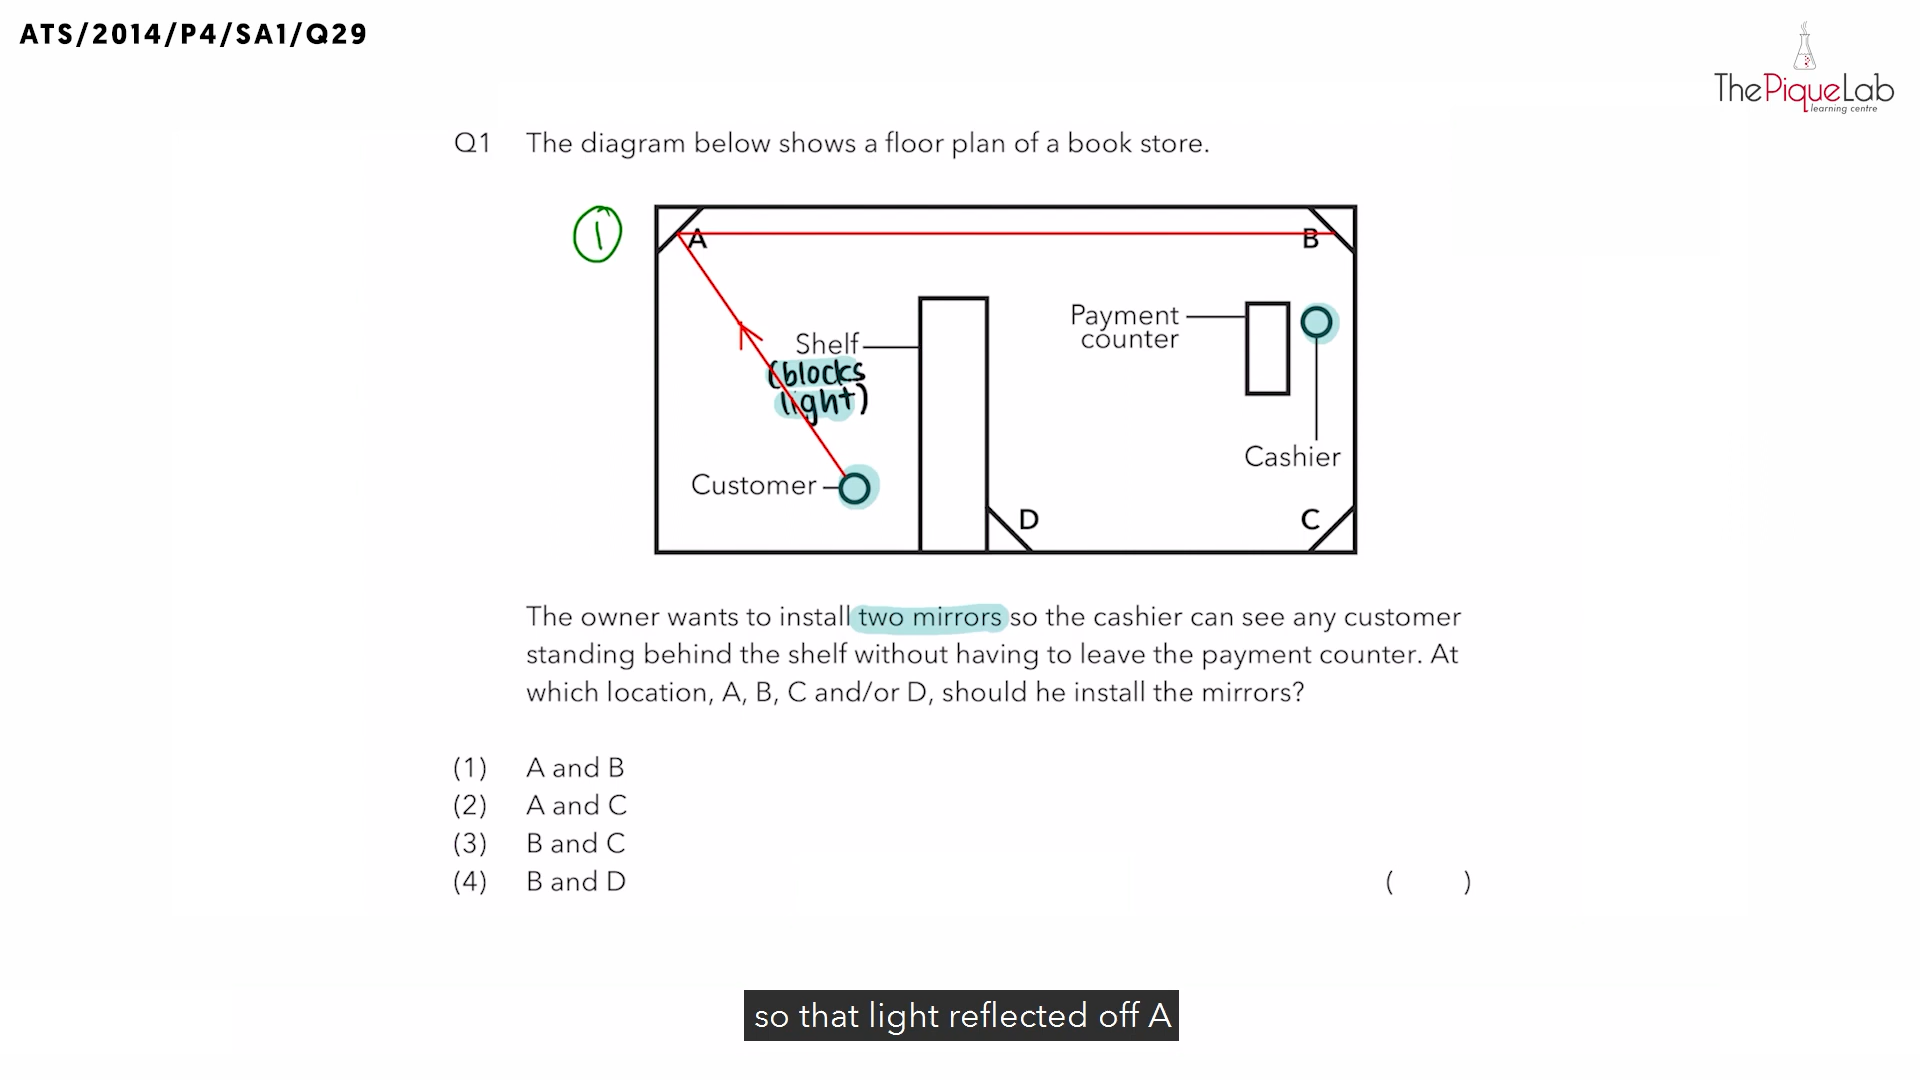 ATS/2014/P4/SA1/Q29
ThePiqueLab
learning centre
Q1 The diagram below shows a floor plan of a book store.
1
A
B
Shelf
(blocks
light)
Payment
counter
Customer
Cashier
D
C
The owner wants to install two mirrors so the cashier can see any customer
standing behind the shelf without having to leave the payment counter. At
which location, A, B, C and/or D, should he install the mirrors?
(1) A and B
(2) A and C
(3) B and C
(4) B and D ( )
so that light reflected off A